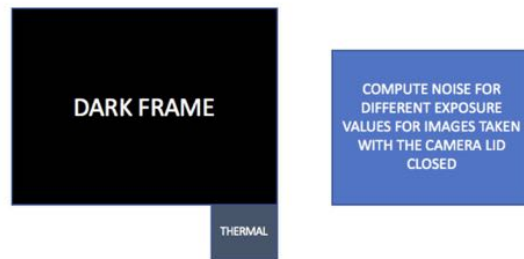 DARK FRAME
THERMAL
COMPUTE NOISE FOR
DIFFERENT EXPOSURE
VALUES FOR IMAGES TAKEN
WITH THE CAMERA LID
CLOSED